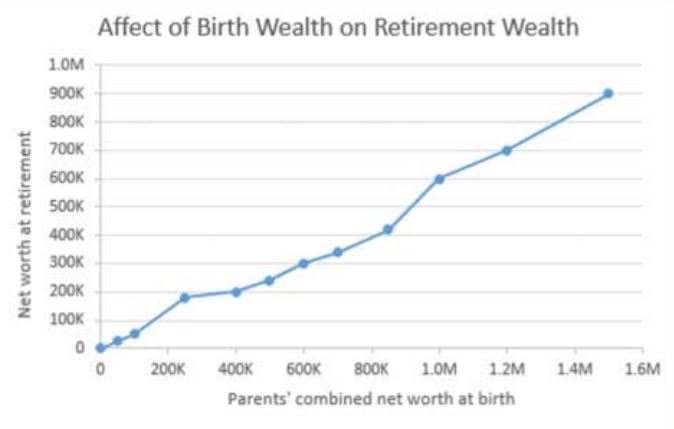 Affect of Birth Wealth on Retirement Wealth
1.0M
900K
800K
700K
600K
500K
400K
300K
200K
100K
0
Net worth at retirement
0 200K 400K 600K 800K 1.0M 1.2M 1.4M 1.6M
Parents' combined net worth at birth